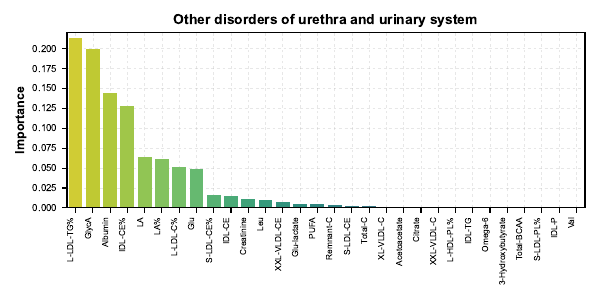 Other disorders of urethra and urinary system
Importance
0.200
0.175
0.150
0.125
0.100
0.075
0.050
0.025
0.000
L-LDL-TG%
GlycA
Albumin
IDL-CE%
LA
LA%
L-LDL-C%
Glu
S-LDL-CE%
IDL-CE
Creatinine
Leu
XXL-VLDL-CE
Glu-lactate
PUFA
Remnant-C
S-LDL-CE
Total-C
XL-VLDL-C
Acetoacetate
Citrate
XXL-VLDL-C
L-HDL-PL%
IDL-TG
Omega-6
3-Hydroxybutyrate
Total-BCAA
S-LDL-PL%
IDL-P
Val